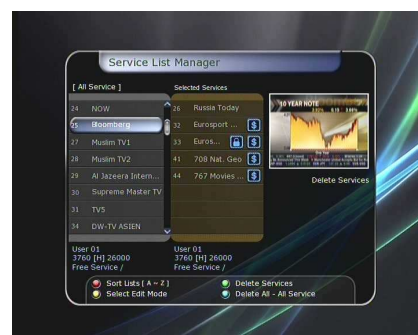 Service List Manager
[ All Service ]
Selected Services
24 NOW
25 Bloomberg
27 Muslim TV1
28 Muslim TV2
29 Al Jazeera Intern...
30 Supreme Master TV
31 TV5
34 DW-TV ASIEN
26 Russia Today
32 Eurosport ... $
33 Euros... $
41 708 Nat. Geo $
44 767 Movies ... $
10 YEAR NOTE
Delete Services
User 01
3760 [H] 26000
Free Service /
User 01
3760 [H] 26000
Free Service /
Sort Lists [ A ~ Z ]
Delete Services
Select Edit Mode
Delete All - All Service